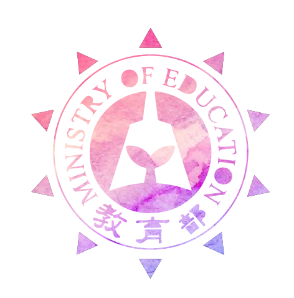 MINISTRY OF EDUCATION
教育部